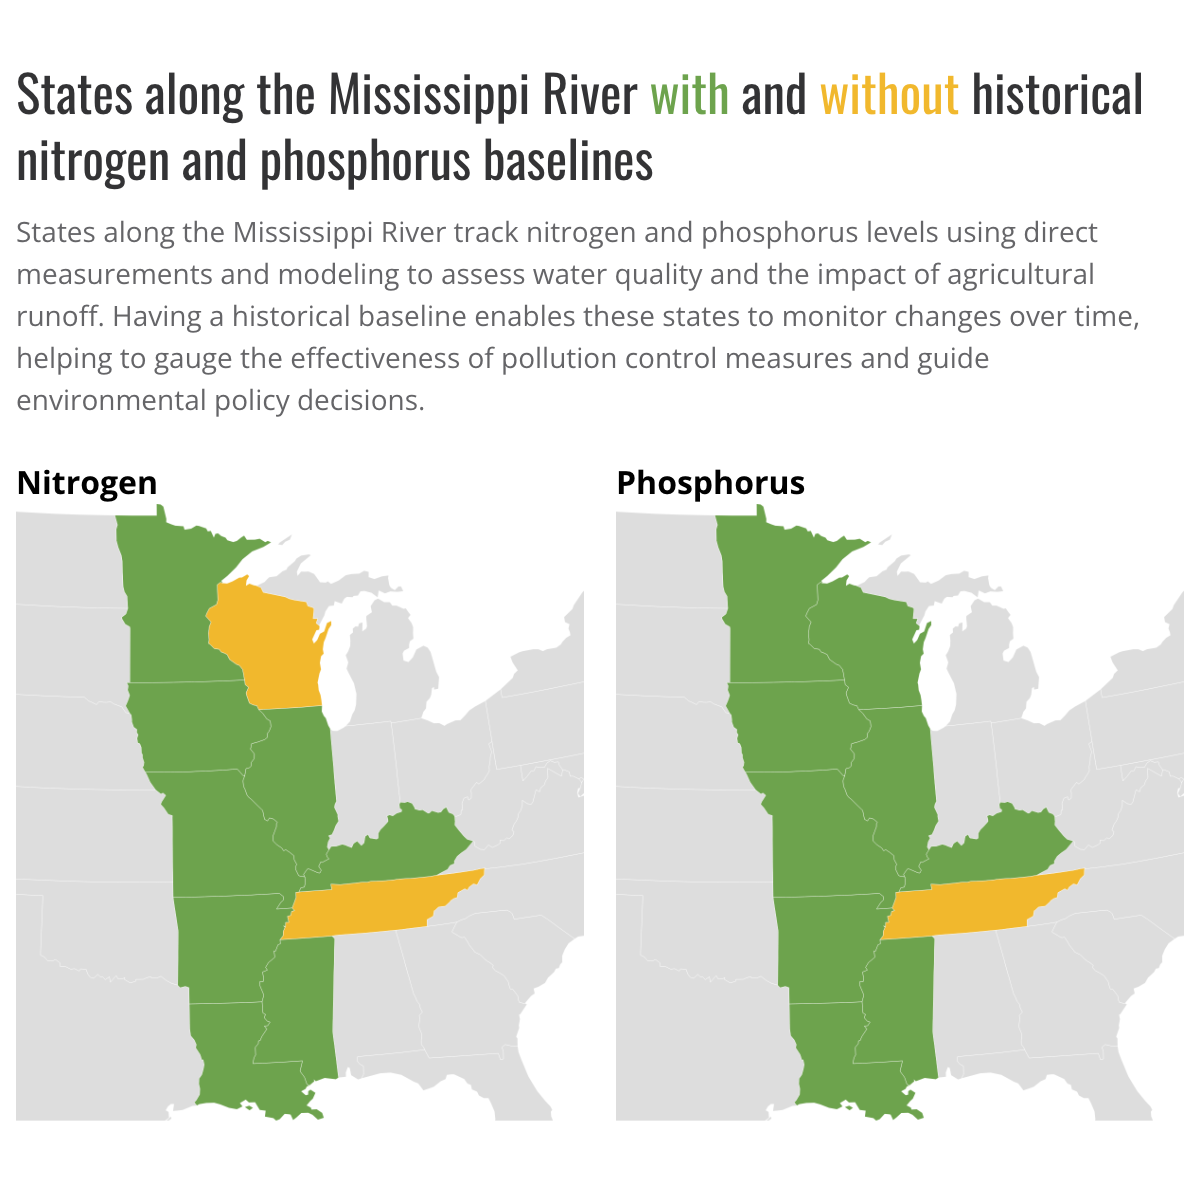 States along the Mississippi River with and without historical
nitrogen and phosphorus baselines
States along the Mississippi River track nitrogen and phosphorus levels using direct
measurements and modeling to assess water quality and the impact of agricultural
runoff. Having a historical baseline enables these states to monitor changes over time,
helping to gauge the effectiveness of pollution control measures and guide
environmental policy decisions.
Nitrogen
Phosphorus